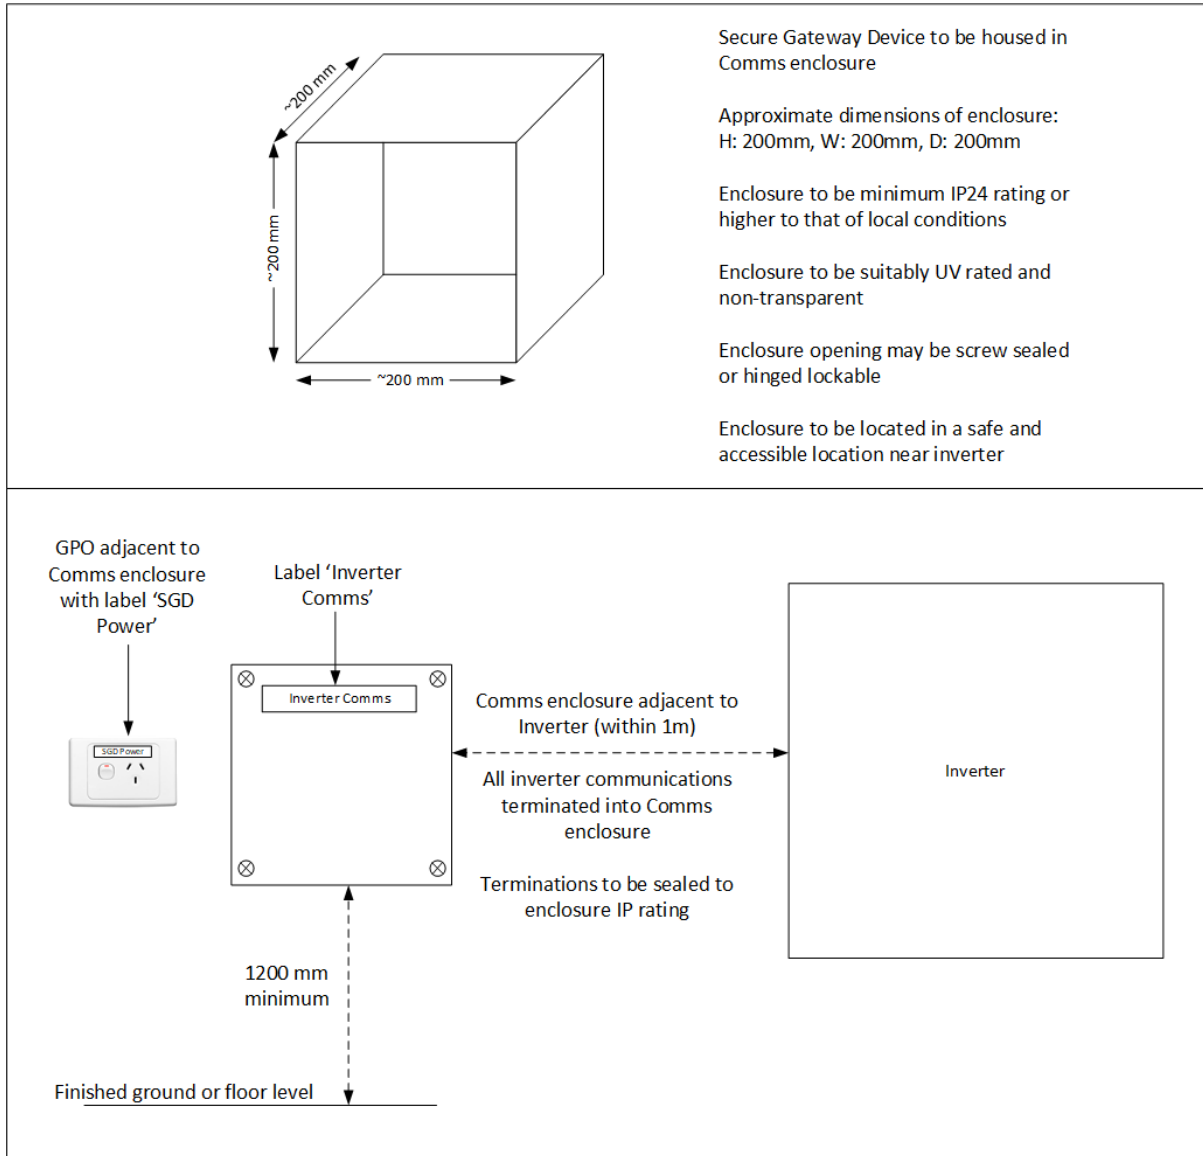 ~200 mm
~200 mm
~200 mm
Secure Gateway Device to be housed in
Comms enclosure
Approximate dimensions of enclosure:
H: 200mm, W: 200mm, D: 200mm
Enclosure to be minimum IP24 rating or
higher to that of local conditions
Enclosure to be suitably UV rated and
non-transparent
Enclosure opening may be screw sealed
or hinged lockable
Enclosure to be located in a safe and
accessible location near inverter
GPO adjacent to
Comms enclosure
with label ‘SGD
Power’
Label ‘Inverter
Comms’
Inverter Comms
SGD Power
Comms enclosure adjacent to
Inverter (within 1m)
All inverter communications
terminated into Comms
enclosure
Terminations to be sealed to
enclosure IP rating
Inverter
1200 mm
minimum
Finished ground or floor level